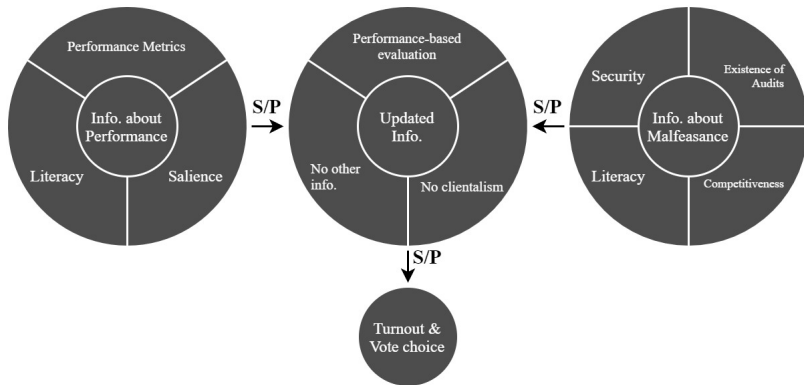 Performance Metrics
Info. about
Performance
Literacy
Salience
S/P
Performance-based
evaluation
Updated
Info.
No other
info.
No clientalism
S/P
Security
Existence of
Audits
Info. about
Malfeasance
Literacy
Competitiveness
S/P
Turnout &
Vote choice